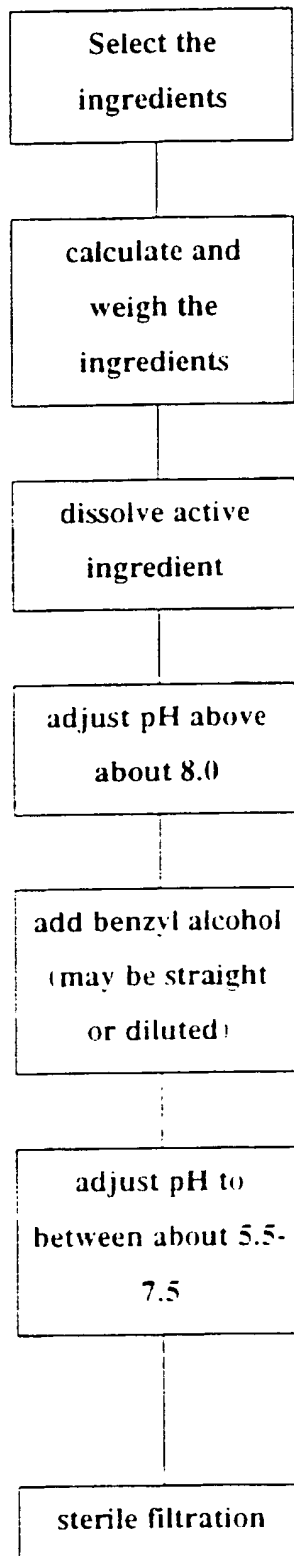 Select the
ingredients
calculate and
weigh the
ingredients
dissolve active
ingredient
adjust pH above
about 8.0
add benzyl alcohol
(may be straight
or diluted)
adjust pH to
between about 5.5-
7.5
sterile filtration